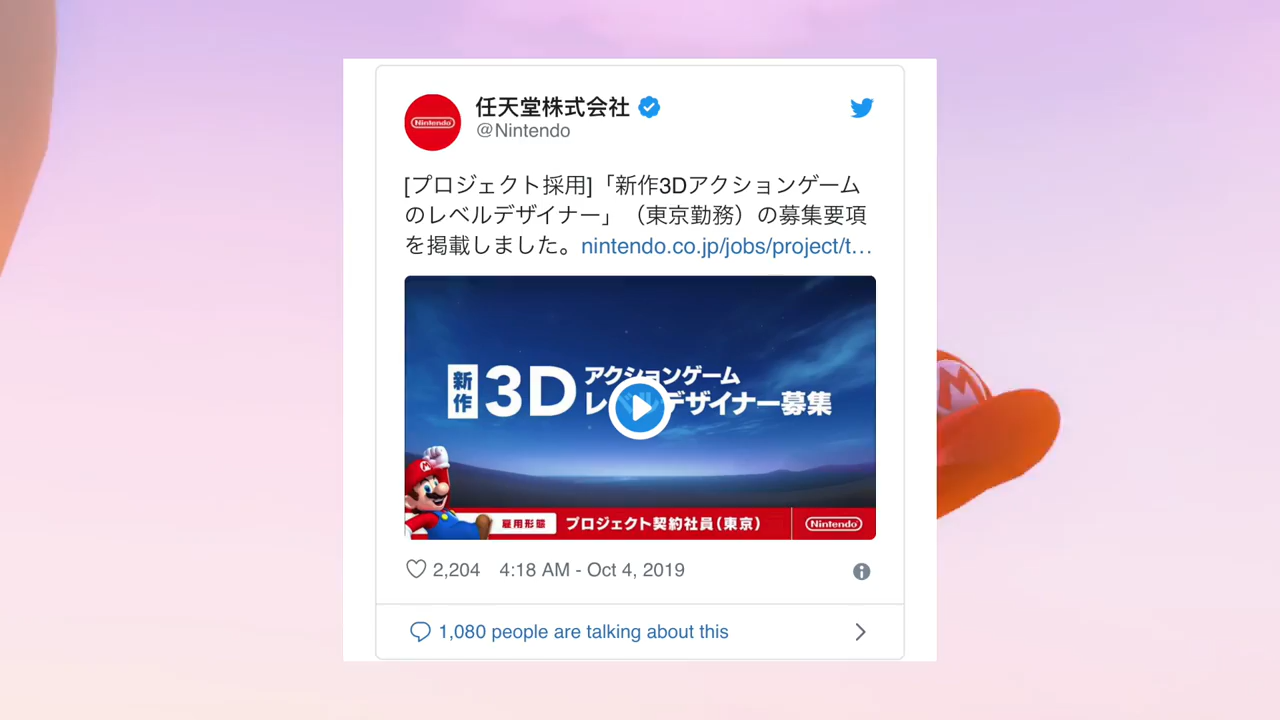 Nintendo
任天堂株式会社
@Nintendo
[プロジェクト採用]「新作3Dアクションゲーム
のレベルデザイナー」（東京勤務）の募集要項
を掲載しました。nintendo.co.jp/jobs/project/t…
新作
3D
アクションゲーム
レベルデザイナー募集
M
雇用形態
プロジェクト契約社員（東京）
Nintendo
2,204 4:18 AM - Oct 4, 2019
1,080 people are talking about this
M